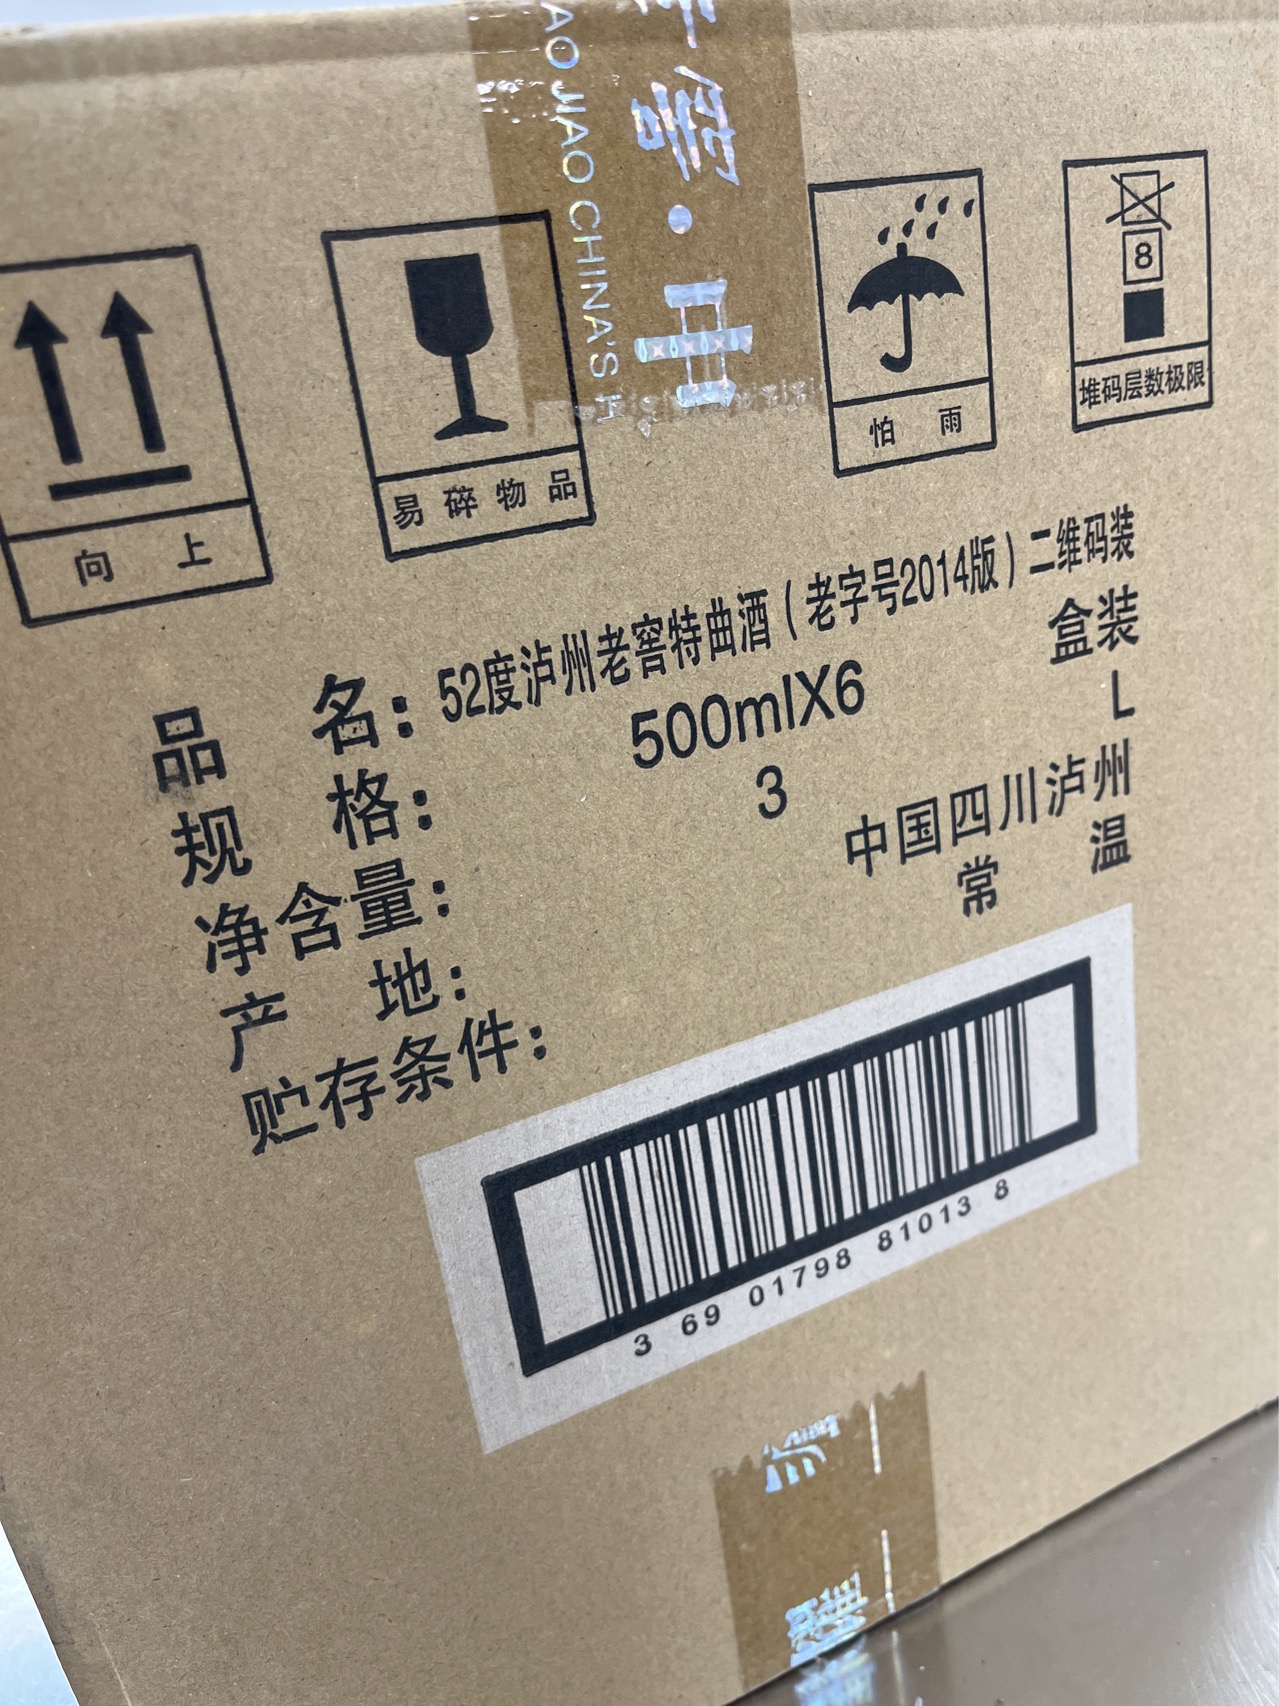 AO JIAO CHINA'S H
窖·中
向 上
易碎物品
怕 雨
8
堆码层数极限
品 名：52度泸州老窖特曲酒（老字号2014版）二维码装
规 格： 500mlX6 盒装
净含量： 3 L
产 地： 中国四川泸州
贮存条件： 常 温
3 69 01798 81013 8